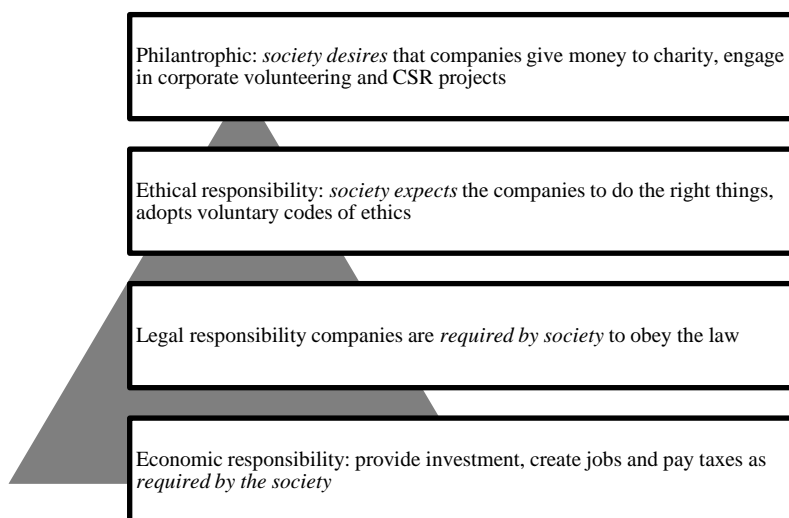 Philantrophic: society desires that companies give money to charity, engage
in corporate volunteering and CSR projects
Ethical responsibility: society expects the companies to do the right things,
adopts voluntary codes of ethics
Legal responsibility companies are required by society to obey the law
Economic responsibility: provide investment, create jobs and pay taxes as
required by the society